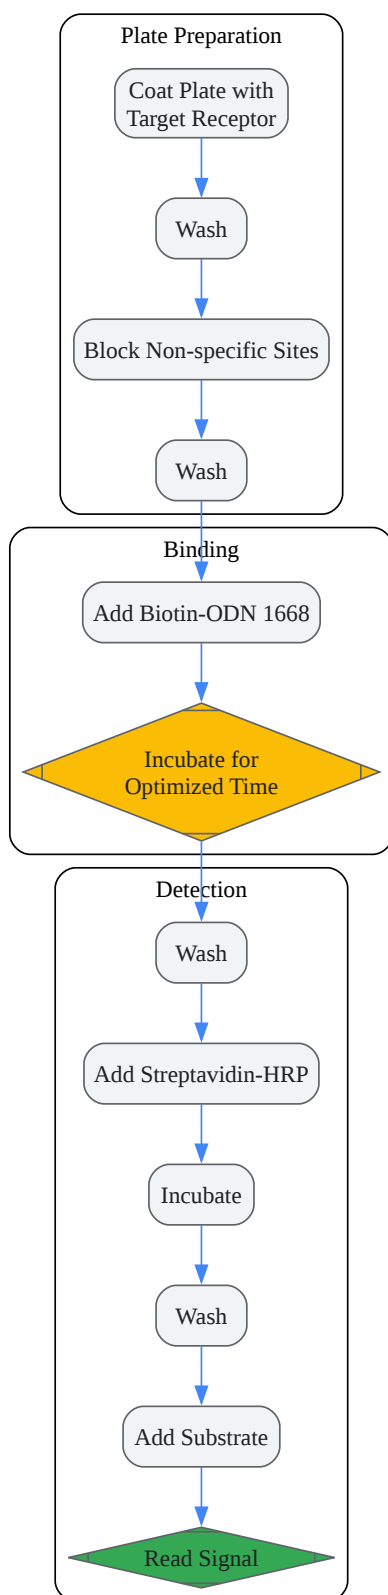 Plate Preparation
Coat Plate with
Target Receptor
Wash
Block Non-specific Sites
Wash
Binding
Add Biotin-ODN 1668
Incubate for
Optimized Time
Detection
Wash
Add Streptavidin-HRP
Incubate
Wash
Add Substrate
Read Signal